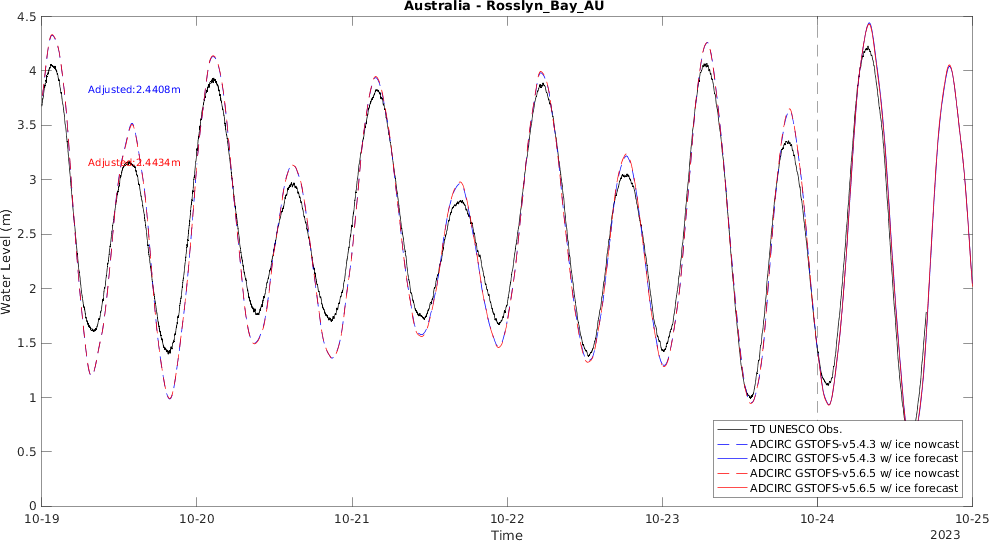 Australia - Rosslyn_Bay_AU
Water Level (m)
4.5
4
3.5
3
2.5
2
1.5
1
0.5
0
Adjusted:2.4408m
Adjusted:2.4434m
TD UNESCO Obs.
ADCIRC GSTOFS-v5.4.3 w/ ice nowcast
ADCIRC GSTOFS-v5.4.3 w/ ice forecast
ADCIRC GSTOFS-v5.6.5 w/ ice nowcast
ADCIRC GSTOFS-v5.6.5 w/ ice forecast
10-19 10-20 10-21 10-22 10-23 10-24 10-25
Time
2023